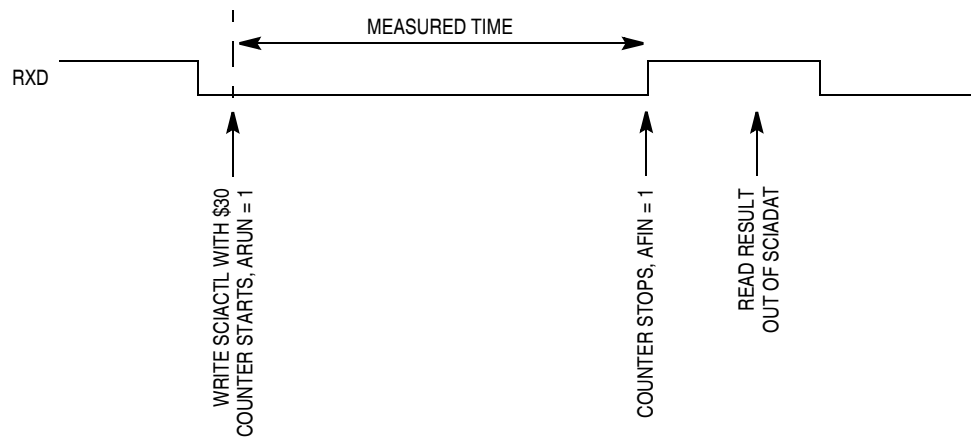 MEASURED TIME
RXD
WRITE SCIACTL WITH $30
COUNTER STARTS, ARUN = 1
COUNTER STOPS, AFIN = 1
READ RESULT
OUT OF SCIADAT